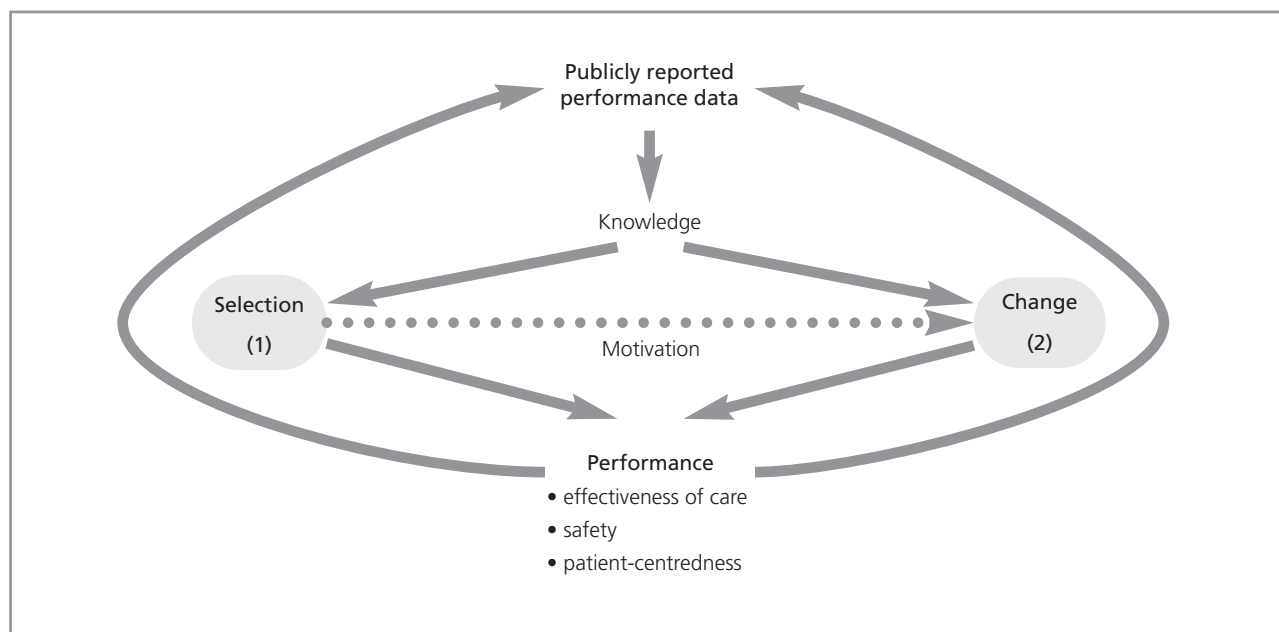 Publicly reported
performance data
Knowledge
Selection
(1)
Change
(2)
Motivation
Performance
• effectiveness of care
• safety
• patient-centredness